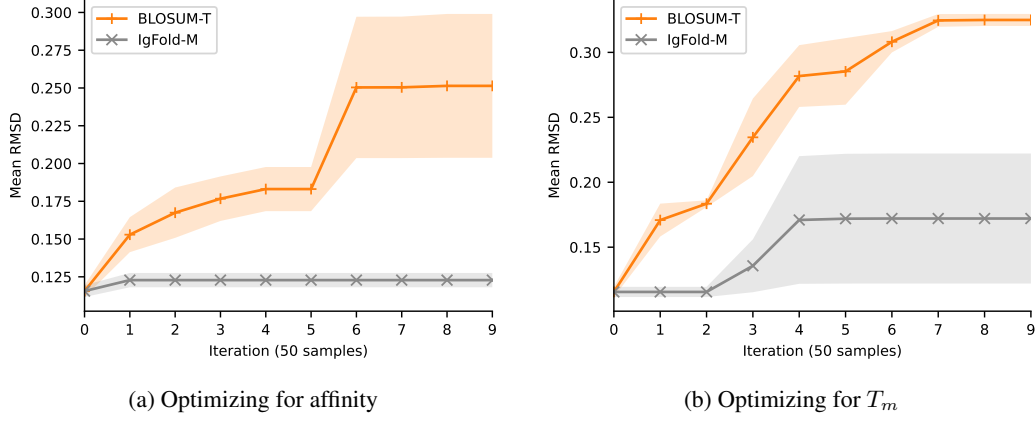 BLOSUM-T
IgFold-M
0.300
0.275
0.250
0.225
0.200
0.175
0.150
0.125
Mean RMSD
0 1 2 3 4 5 6 7 8 9
Iteration (50 samples)
(a) Optimizing for affinity
BLOSUM-T
IgFold-M
0.30
0.25
0.20
0.15
Mean RMSD
0 1 2 3 4 5 6 7 8 9
Iteration (50 samples)
(b) Optimizing for $T_m$